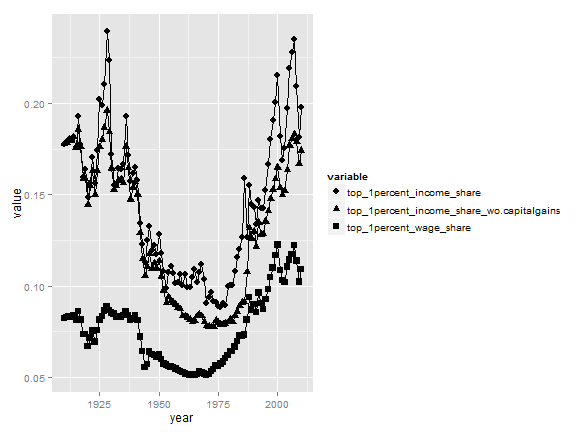 value
0.20
0.15
0.10
0.05
1925
1950
1975
2000
year
variable
top_1percent_income_share
top_1percent_income_share_wo.capitalgains
top_1percent_wage_share